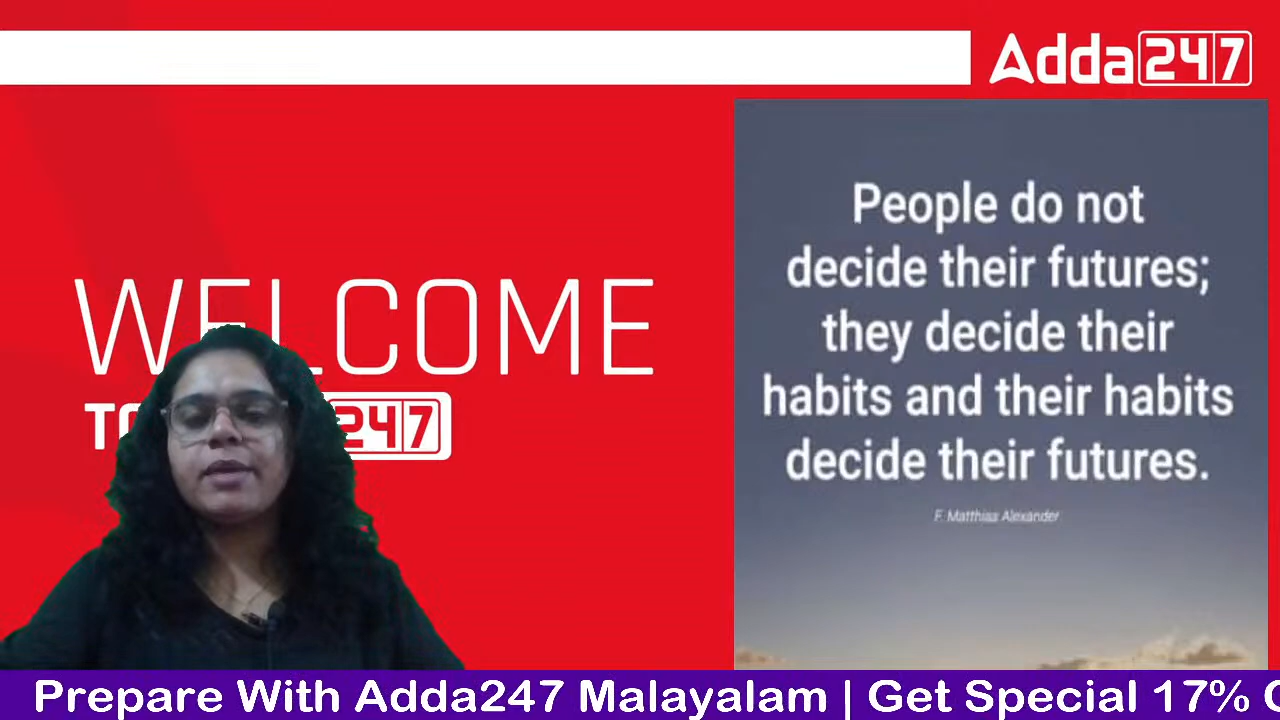 Adda247
WELCOME
247
People do not
decide their futures;
they decide their
habits and their habits
decide their futures.
F. Matthias Alexander
Prepare With Adda247 Malayalam | Get Special 17%